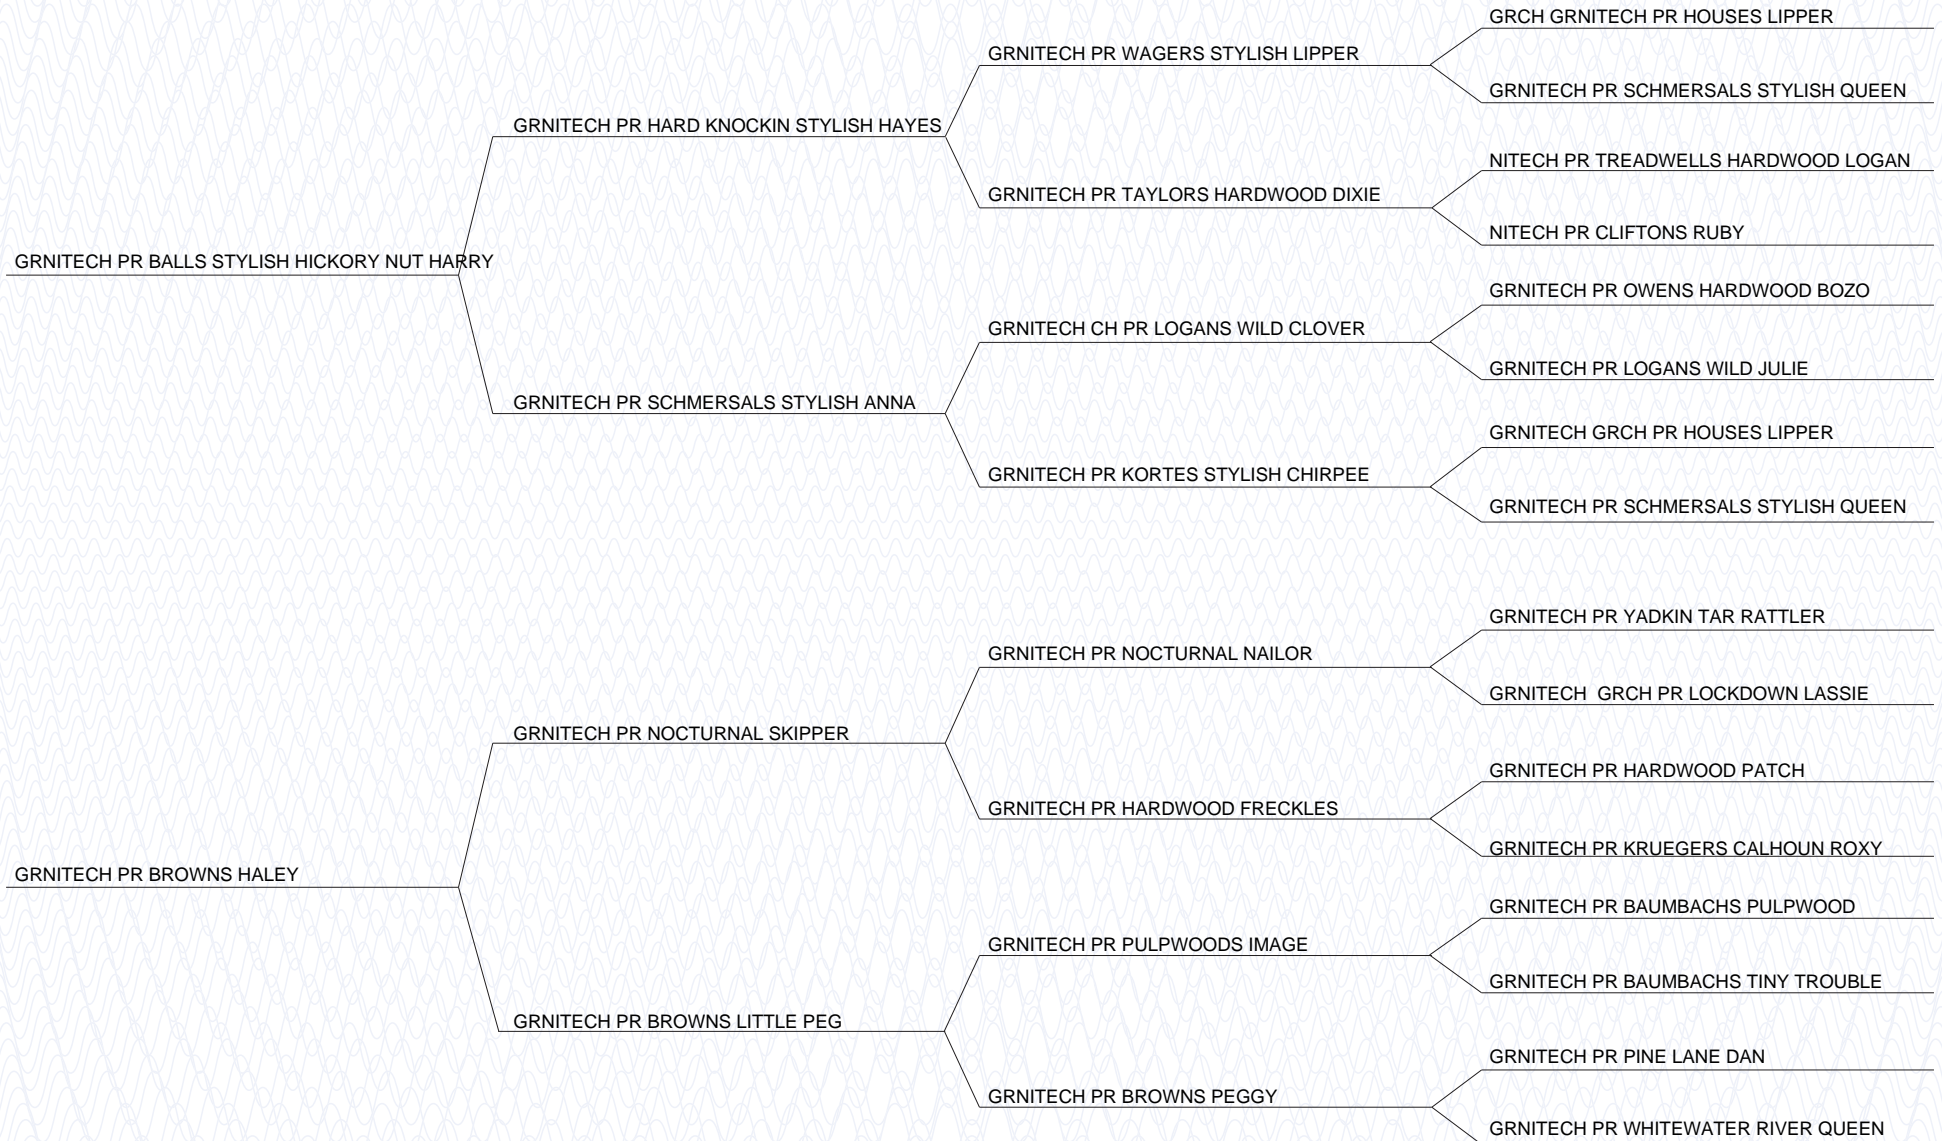 GRCH GRNITECH PR HOUSES LIPPER
GRNITECH PR WAGERS STYLISH LIPPER
GRNITECH PR SCHMERSALS STYLISH QUEEN
GRNITECH PR HARD KNOCKIN STYLISH HAYES
NITECH PR TREADWELLS HARDWOOD LOGAN
GRNITECH PR TAYLORS HARDWOOD DIXIE
NITECH PR CLIFTONS RUBY
GRNITECH PR BALLS STYLISH HICKORY NUT HARRY
GRNITECH PR OWENS HARDWOOD BOZO
GRNITECH CH PR LOGANS WILD CLOVER
GRNITECH PR LOGANS WILD JULIE
GRNITECH PR SCHMERSALS STYLISH ANNA
GRNITECH GRCH PR HOUSES LIPPER
GRNITECH PR KORTES STYLISH CHIRPEE
GRNITECH PR SCHMERSALS STYLISH QUEEN
GRNITECH PR YADKIN TAR RATTLER
GRNITECH PR NOCTURNAL NAILOR
GRNITECH  GRCH PR LOCKDOWN LASSIE
GRNITECH PR NOCTURNAL SKIPPER
GRNITECH PR HARDWOOD PATCH
GRNITECH PR HARDWOOD FRECKLES
GRNITECH PR KRUEGERS CALHOUN ROXY
GRNITECH PR BROWNS HALEY
GRNITECH PR BAUMBACHS PULPWOOD
GRNITECH PR PULPWOODS IMAGE
GRNITECH PR BAUMBACHS TINY TROUBLE
GRNITECH PR BROWNS LITTLE PEG
GRNITECH PR PINE LANE DAN
GRNITECH PR BROWNS PEGGY
GRNITECH PR WHITEWATER RIVER QUEEN